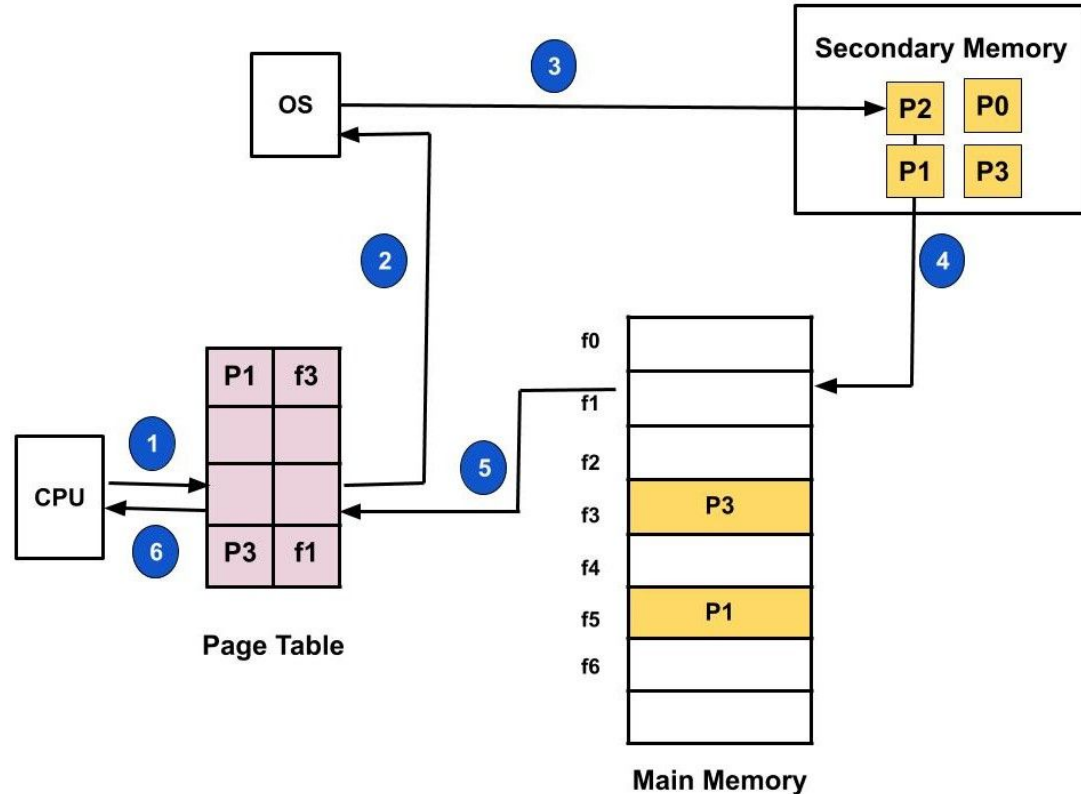 Secondary Memory
3
OS
P2 P0
P1 P3
2
4
f0
P1 f3
f1
1
5
f2
CPU
P3
f3
6
P3 f1
f4
P1
f5
Page Table
f6
Main Memory